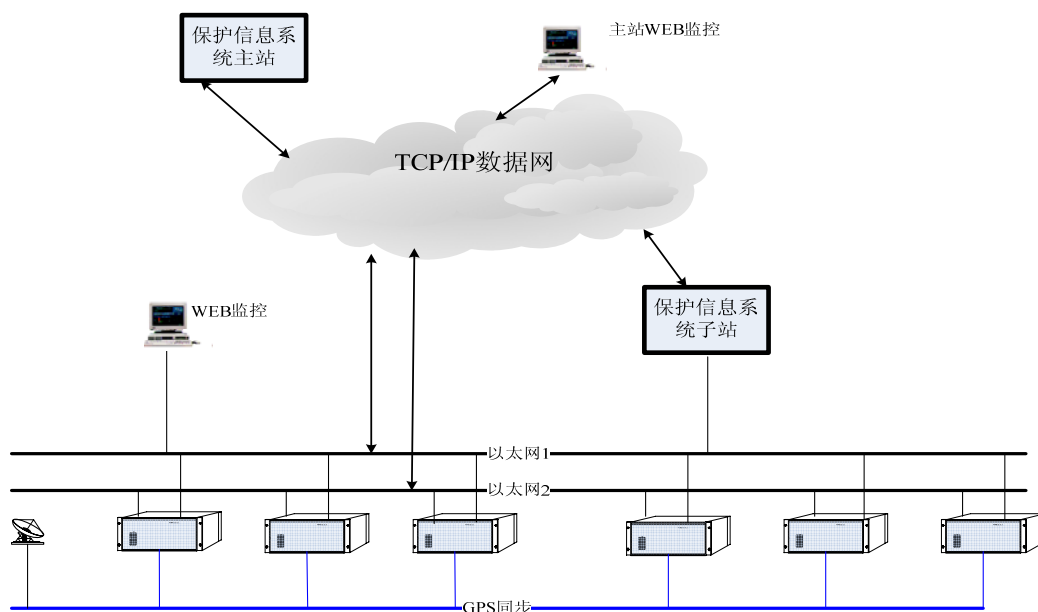 保护信息系
统主站
主站WEB监控
TCP/IP数据网
WEB监控
保护信息系
统子站
以太网1
以太网2
GPS同步